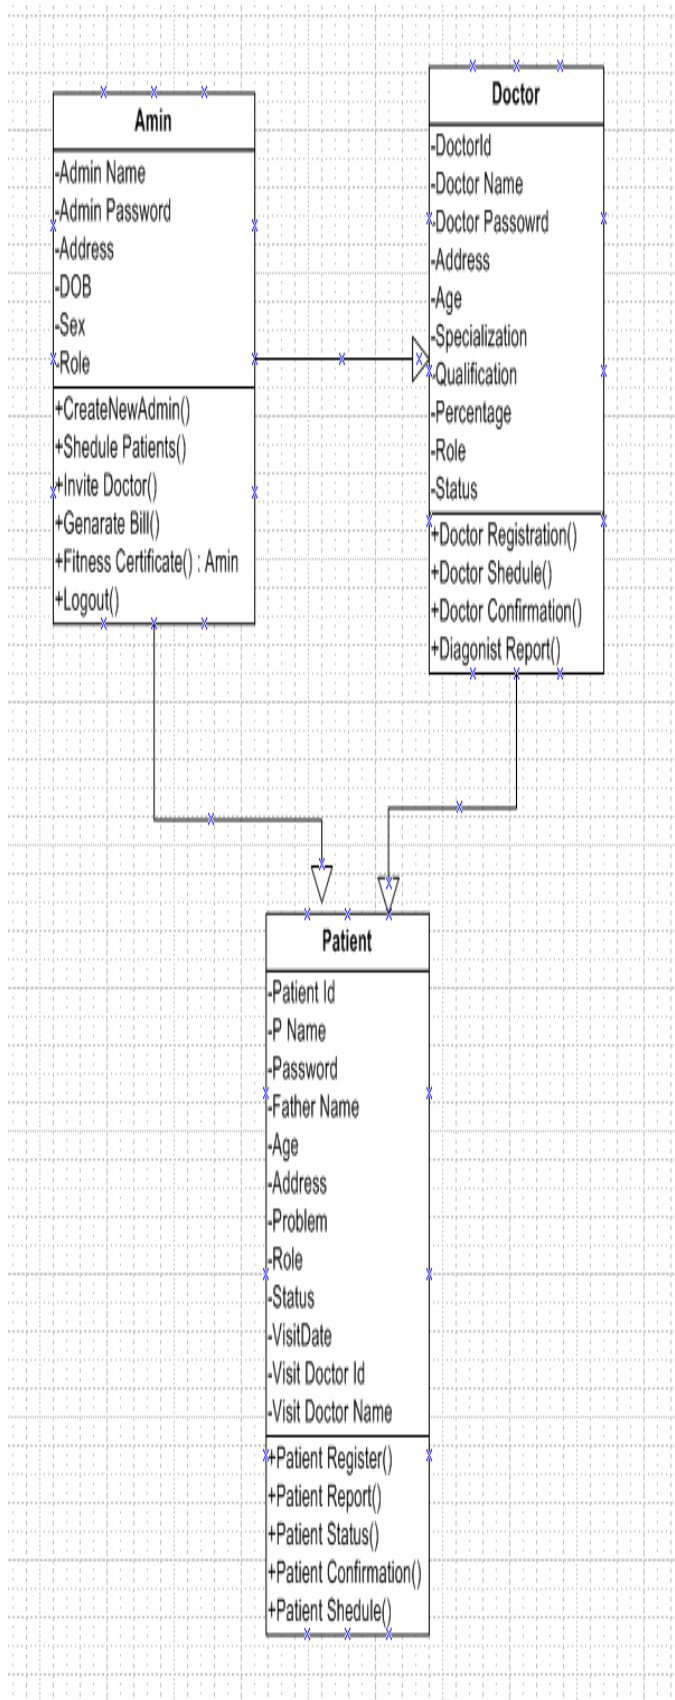 Amin
-Admin Name
-Admin Password
-Address
-DOB
-Sex
-Role
+CreateNewAdmin()
+Shedule Patients()
+Invite Doctor()
+Genarate Bill()
+Fitness Certificate() : Amin
+Logout()
Doctor
-DoctorId
-Doctor Name
-Doctor Passowrd
-Address
-Age
-Specialization
-Qualification
-Percentage
-Role
-Status
+Doctor Registration()
+Doctor Shedule()
+Doctor Confirmation()
+Diagonist Report()
Patient
-Patient Id
-P Name
-Password
-Father Name
-Age
-Address
-Problem
-Role
-Status
-VisitDate
-Visit Doctor Id
-Visit Doctor Name
+Patient Register()
+Patient Report()
+Patient Status()
+Patient Confirmation()
+Patient Shedule()